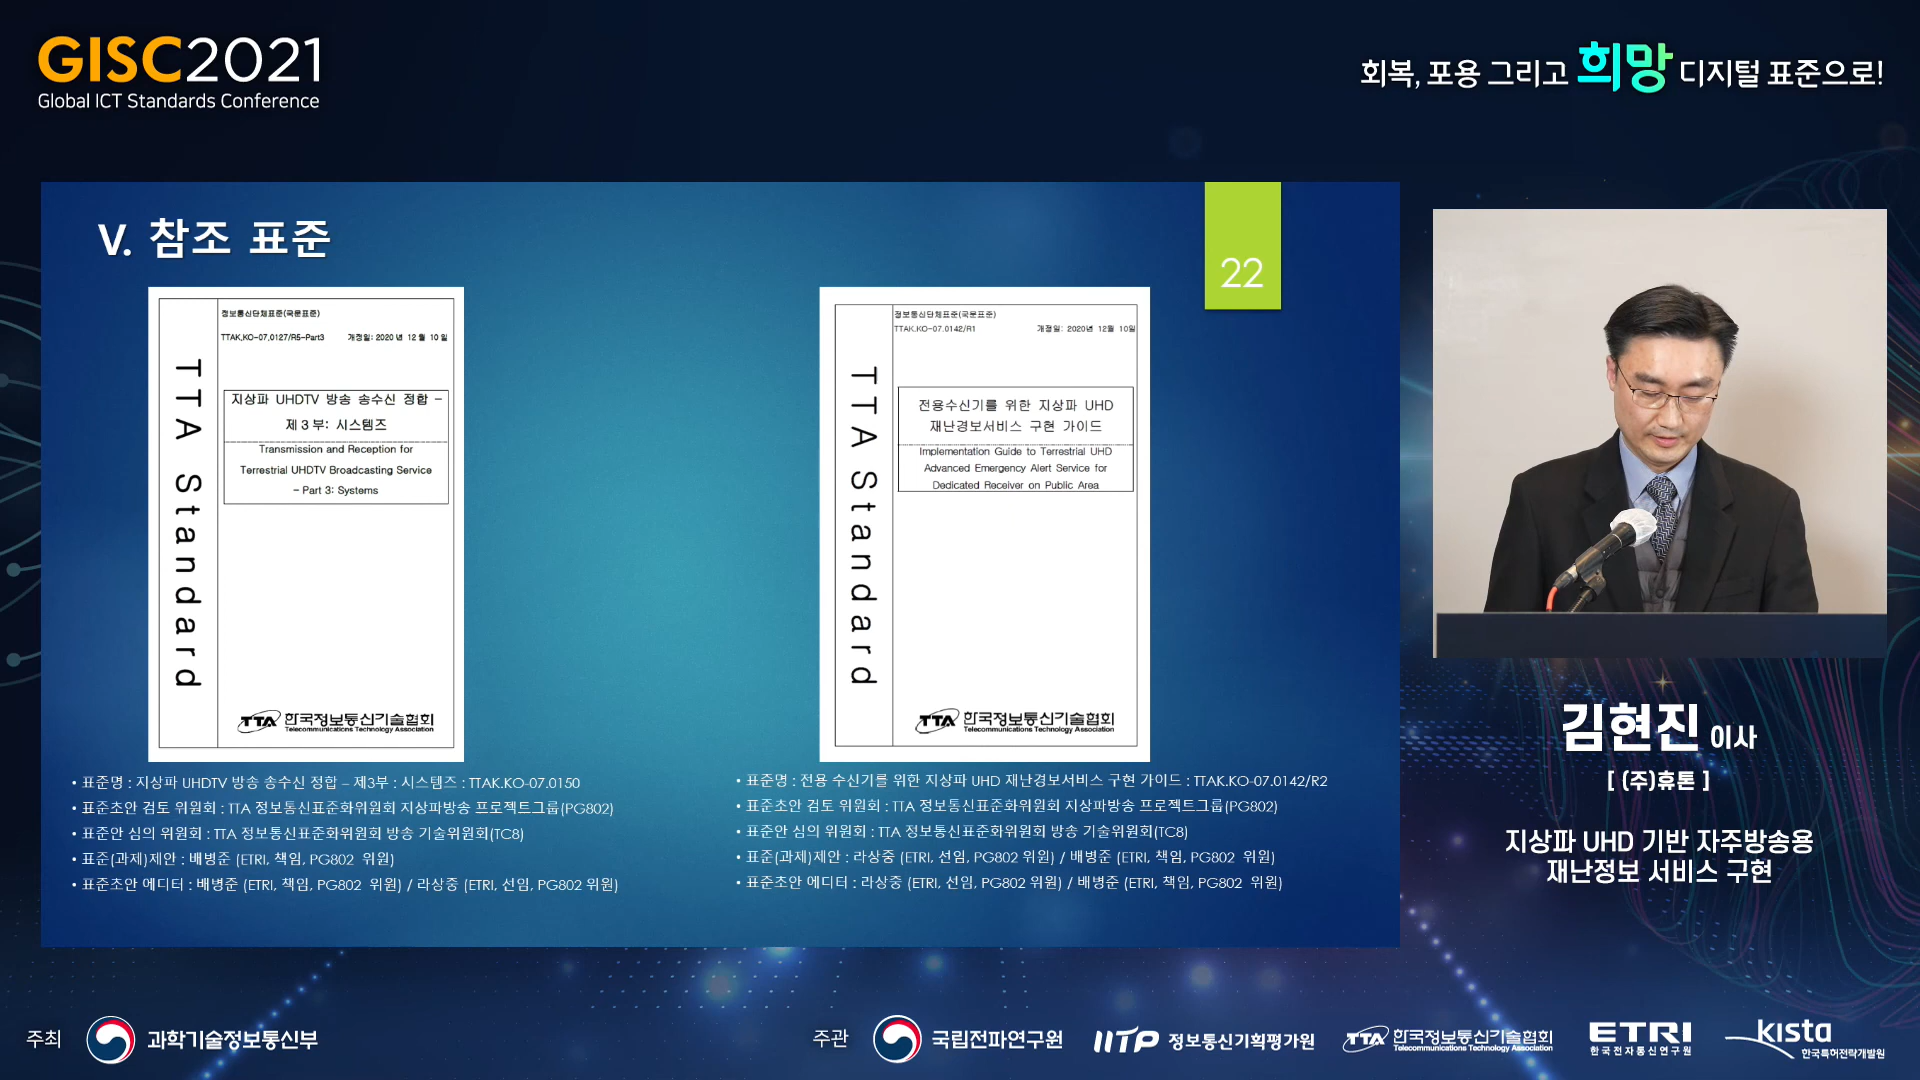 GISC2021
Global ICT Standards Conference
회복, 포용 그리고 희망 디지털 표준으로!
V. 참조 표준
22
TTA Standard
정보통신단체표준(국문표준)
TTAK.KO-07.0127/R5-Part3 개정일: 2020 년 12 월 10 일
지상파 UHDTV 방송 송수신 정합 –
제 3 부: 시스템즈
Transmission and Reception for
Terrestrial UHDTV Broadcasting Service
– Part 3: Systems
TTA 한국정보통신기술협회
Telecommunications Technology Association
TTA Standard
정보통신단체표준(국문표준)
TTAK.KO-07.0142/R1 개정일: 2020년 12월 10일
전용수신기를 위한 지상파 UHD
재난경보서비스 구현 가이드
Implementation Guide to Terrestrial UHD
Advanced Emergency Alert Service for
Dedicated Receiver on Public Area
TTA 한국정보통신기술협회
Telecommunications Technology Association
• 표준명 : 지상파 UHDTV 방송 송수신 정합 – 제3부 : 시스템즈 : TTAK.KO-07.0150
• 표준초안 검토 위원회 : TTA 정보통신표준화위원회 지상파방송 프로젝트그룹(PG802)
• 표준안 심의 위원회 : TTA 정보통신표준화위원회 방송 기술위원회(TC8)
• 표준(과제)제안 : 배병준 (ETRI, 책임, PG802 위원)
• 표준초안 에디터 : 배병준 (ETRI, 책임, PG802 위원) / 라상중 (ETRI, 선임, PG802 위원)
• 표준명 : 전용 수신기를 위한 지상파 UHD 재난경보서비스 구현 가이드 : TTAK.KO-07.0142/R2
• 표준초안 검토 위원회 : TTA 정보통신표준화위원회 지상파방송 프로젝트그룹(PG802)
• 표준안 심의 위원회 : TTA 정보통신표준화위원회 방송 기술위원회(TC8)
• 표준(과제)제안 : 라상중 (ETRI, 선임, PG802 위원) / 배병준 (ETRI, 책임, PG802 위원)
• 표준초안 에디터 : 라상중 (ETRI, 선임, PG802 위원) / 배병준 (ETRI, 책임, PG802 위원)
김현진 이사
[ (주)휴톤 ]
지상파 UHD 기반 자주방송용
재난정보 서비스 구현
주최 과학기술정보통신부
주관 국립전파연구원
IITP 정보통신기획평가원
TTA 한국정보통신기술협회
Telecommunications Technology Association
ETRI
한국전자통신연구원
kista
한국특허전략개발원